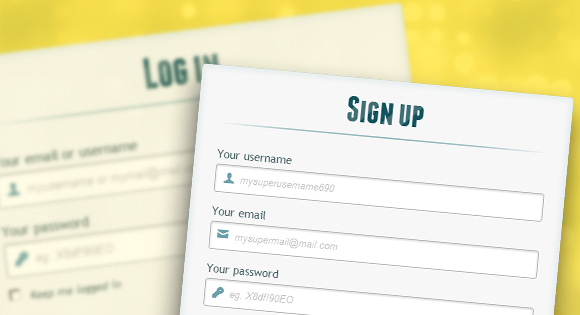 LOG IN
Your email or username
mysuperusername or mymail@mail
Your password
eg. X8df!90EO
Keep me logged in
SIGN UP
Your username
mysuperusername690
Your email
mysupermail@mail.com
Your password
eg. X8df!90EO